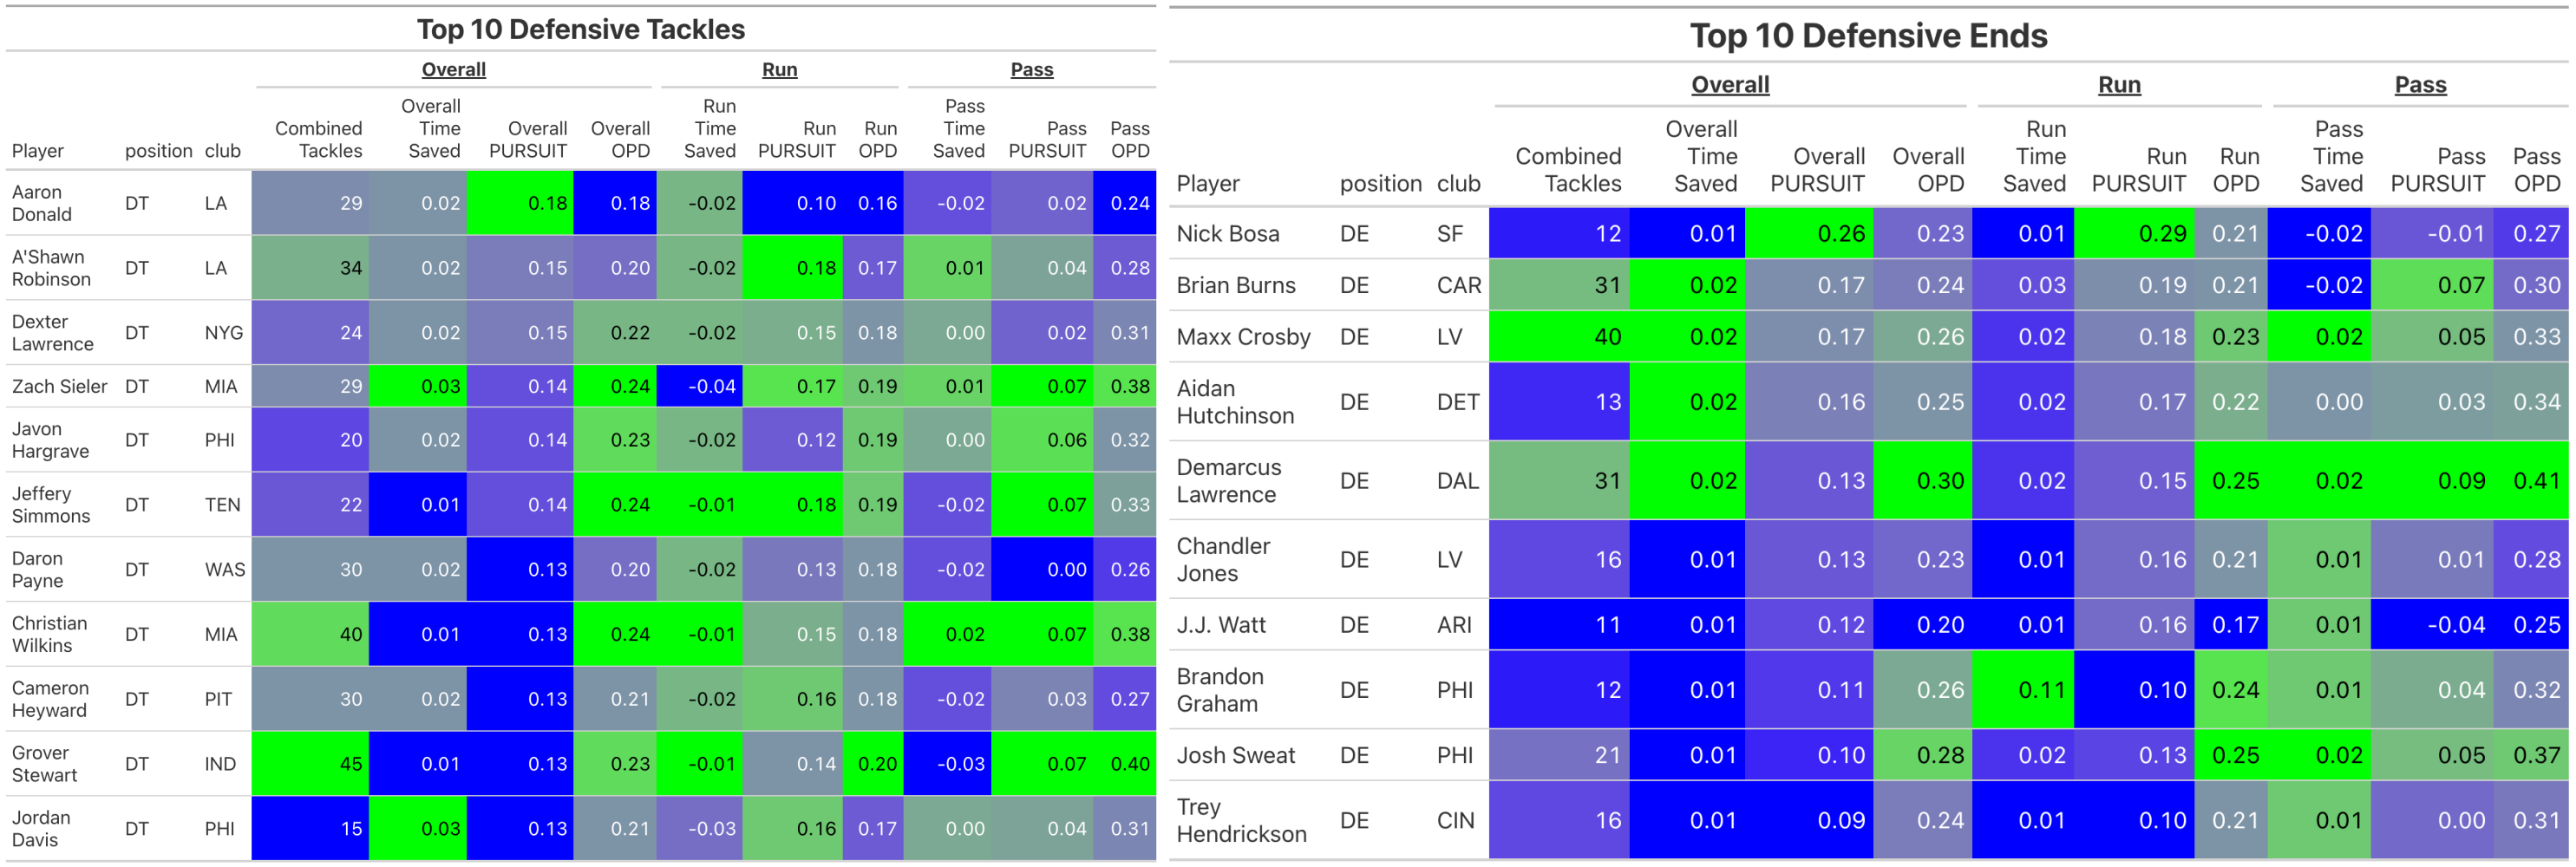 Top 10 Defensive Tackles
Overall Run Pass
Player position club Combined Tackles Overall Time Saved Overall PURSUIT Overall OPD Run Time Saved Run PURSUIT Run OPD Pass Time Saved Pass PURSUIT Pass OPD
Aaron Donald DT LA 29 0.02 0.18 0.18 -0.02 0.10 0.16 -0.02 0.02 0.24
A'Shawn Robinson DT LA 34 0.02 0.15 0.20 -0.02 0.18 0.17 0.01 0.04 0.28
Dexter Lawrence DT NYG 24 0.02 0.15 0.22 -0.02 0.15 0.18 0.00 0.02 0.31
Zach Sieler DT MIA 29 0.03 0.14 0.24 -0.04 0.17 0.19 0.01 0.07 0.38
Javon Hargrave DT PHI 20 0.02 0.14 0.23 -0.02 0.12 0.19 0.00 0.06 0.32
Jeffery Simmons DT TEN 22 0.01 0.14 0.24 -0.01 0.18 0.19 -0.02 0.07 0.33
Daron Payne DT WAS 30 0.02 0.13 0.20 -0.02 0.13 0.18 -0.02 0.00 0.26
Christian Wilkins DT MIA 40 0.01 0.13 0.24 -0.01 0.15 0.18 0.02 0.07 0.38
Cameron Heyward DT PIT 30 0.02 0.13 0.21 -0.02 0.16 0.18 -0.02 0.03 0.27
Grover Stewart DT IND 45 0.01 0.13 0.23 -0.01 0.14 0.20 -0.03 0.07 0.40
Jordan Davis DT PHI 15 0.03 0.13 0.21 -0.03 0.16 0.17 0.00 0.04 0.31
Top 10 Defensive Ends
Overall Run Pass
Player position club Combined Tackles Overall Time Saved Overall PURSUIT Overall OPD Run Time Saved Run PURSUIT Run OPD Pass Time Saved Pass PURSUIT Pass OPD
Nick Bosa DE SF 12 0.01 0.26 0.23 0.01 0.29 0.21 -0.02 -0.01 0.27
Brian Burns DE CAR 31 0.02 0.17 0.24 0.03 0.19 0.21 -0.02 0.07 0.30
Maxx Crosby DE LV 40 0.02 0.17 0.26 0.02 0.18 0.23 0.02 0.05 0.33
Aidan Hutchinson DE DET 13 0.02 0.16 0.25 0.02 0.17 0.22 0.00 0.03 0.34
Demarcus Lawrence DE DAL 31 0.02 0.13 0.30 0.02 0.15 0.25 0.02 0.09 0.41
Chandler Jones DE LV 16 0.01 0.13 0.23 0.01 0.16 0.21 0.01 0.01 0.28
J.J. Watt DE ARI 11 0.01 0.12 0.20 0.01 0.16 0.17 0.01 -0.04 0.25
Brandon Graham DE PHI 12 0.01 0.11 0.26 0.11 0.10 0.24 0.01 0.04 0.32
Josh Sweat DE PHI 21 0.01 0.10 0.28 0.02 0.13 0.25 0.02 0.05 0.37
Trey Hendrickson DE CIN 16 0.01 0.09 0.24 0.01 0.10 0.21 0.01 0.00 0.31